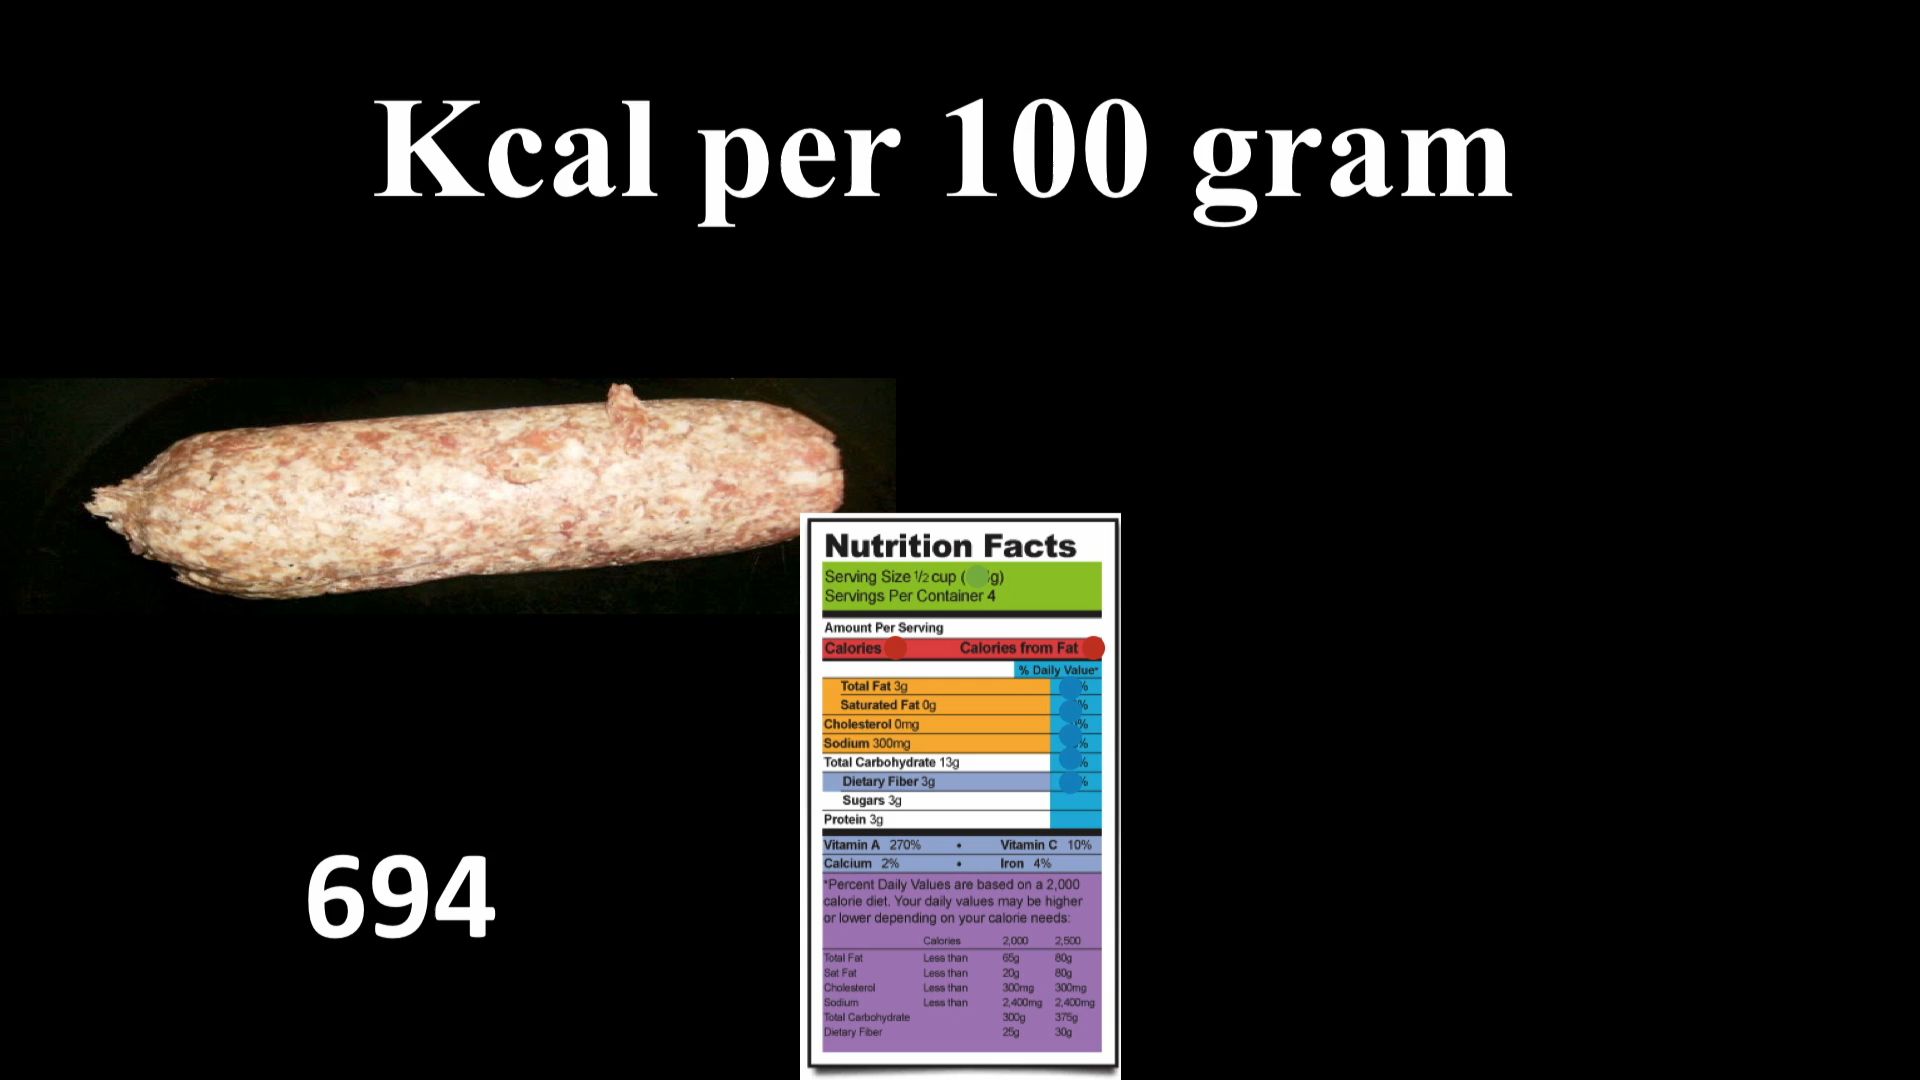 Kcal per 100 gram
694
Nutrition Facts
Serving Size 1/2 cup ( g)
Servings Per Container 4
Amount Per Serving
Calories Calories from Fat
% Daily Value*
Total Fat 3g %
Saturated Fat 0g %
Cholesterol 0mg %
Sodium 300mg %
Total Carbohydrate 13g %
Dietary Fiber 3g %
Sugars 3g
Protein 3g
Vitamin A 270% • Vitamin C 10%
Calcium 2% • Iron 4%
*Percent Daily Values are based on a 2,000
calorie diet. Your daily values may be higher
or lower depending on your calorie needs:
Calories 2,000 2,500
Total Fat Less than 65g 80g
Sat Fat Less than 20g 80g
Cholesterol Less than 300mg 300mg
Sodium Less than 2,400mg 2,400mg
Total Carbohydrate 300g 375g
Dietary Fiber 25g 30g